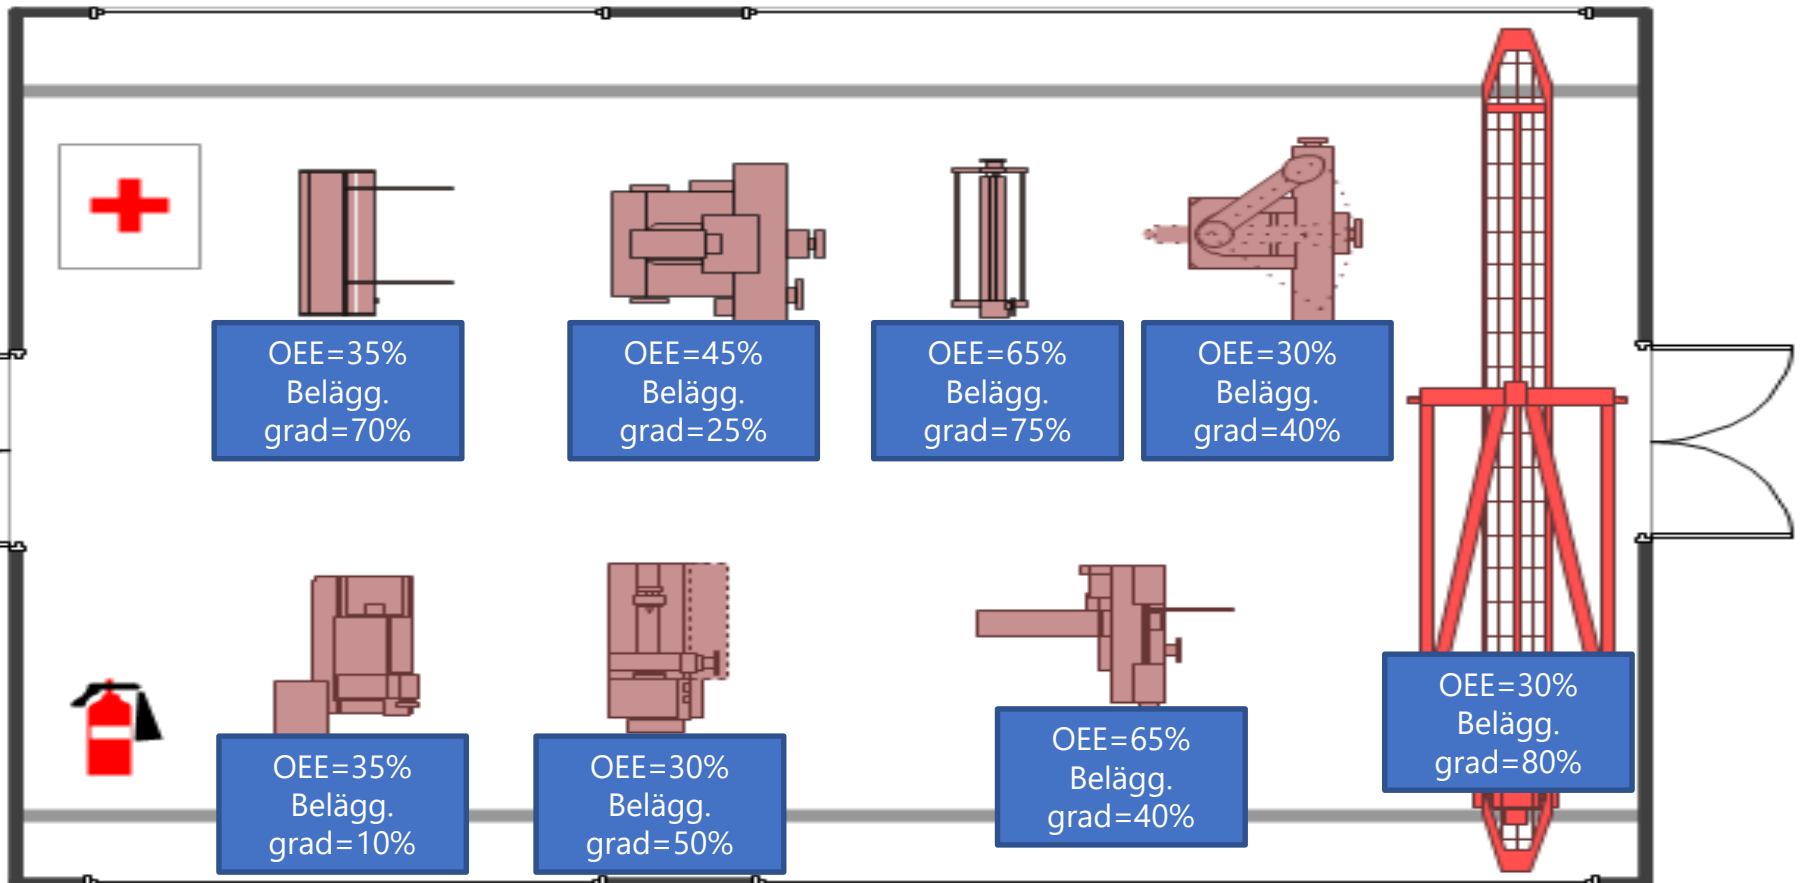 OEE=35%
Belägg.
grad=70%
OEE=45%
Belägg.
grad=25%
OEE=65%
Belägg.
grad=75%
OEE=30%
Belägg.
grad=40%
OEE=35%
Belägg.
grad=10%
OEE=30%
Belägg.
grad=50%
OEE=65%
Belägg.
grad=40%
OEE=30%
Belägg.
grad=80%